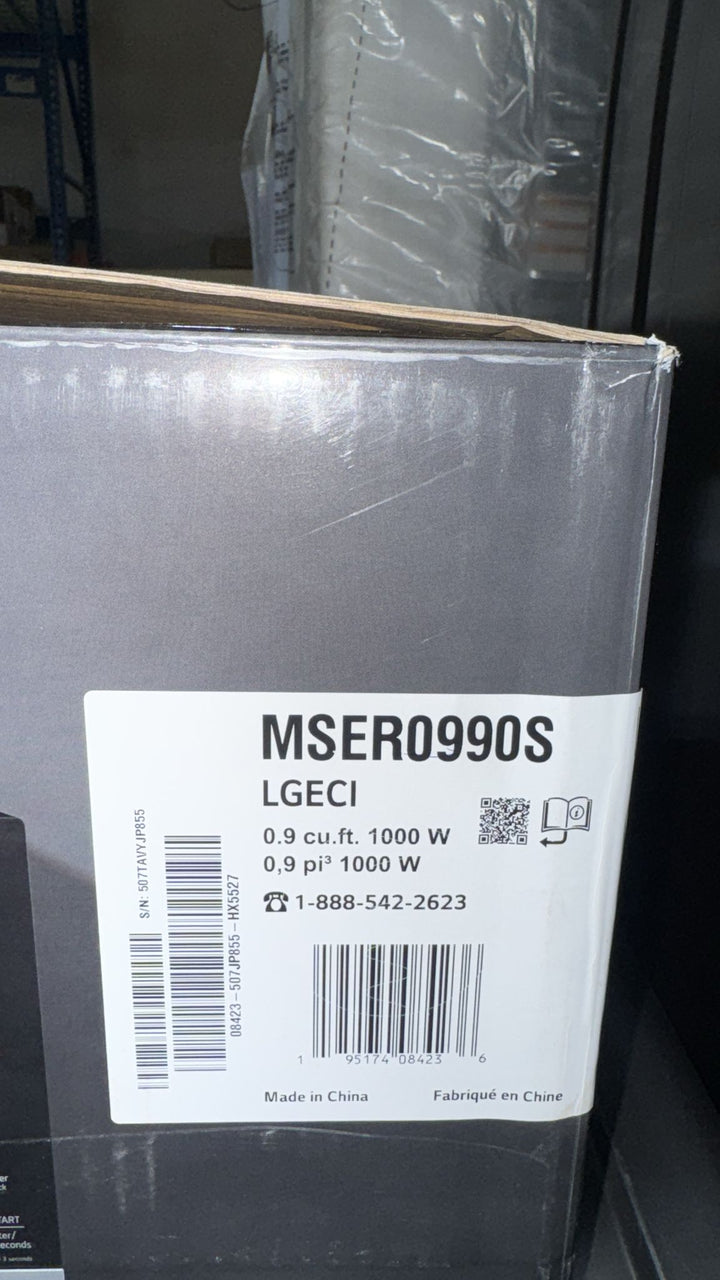 MSER0990S
LGECI
0.9 cu.ft. 1000 W
0,9 pi³ 1000 W
☎ 1-888-542-2623
S/N: 507TAVYJP855
08423-507JP855-HX5527
1 95174 08423 6
Made in China
Fabriqué en Chine